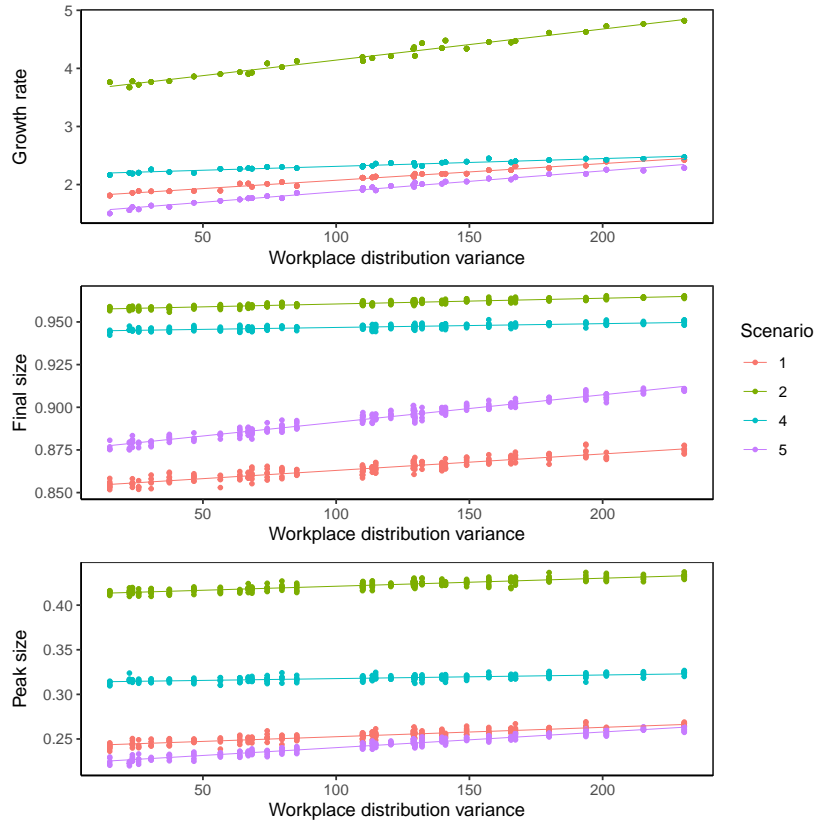 Growth rate
5
4
3
2
50 100 150 200
Workplace distribution variance
Final size
0.950
0.925
0.900
0.875
0.850
50 100 150 200
Workplace distribution variance
Scenario
1
2
4
5
Peak size
0.40
0.35
0.30
0.25
50 100 150 200
Workplace distribution variance